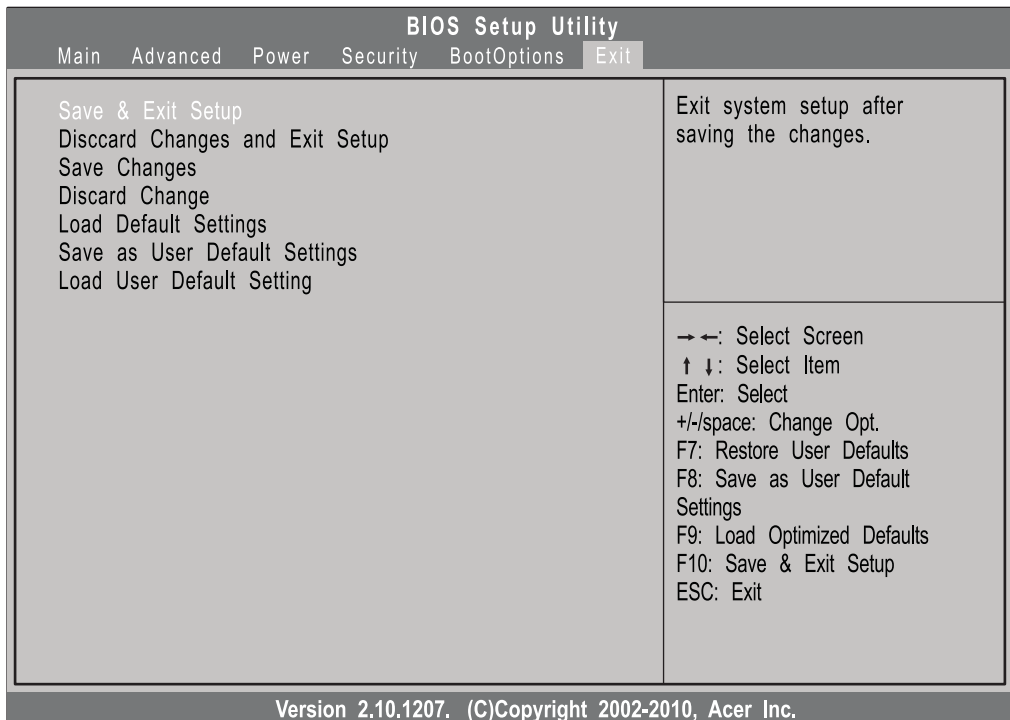 BIOS Setup Utility
Main Advanced Power Security BootOptions Exit
Save & Exit Setup
Disccard Changes and Exit Setup
Save Changes
Discard Change
Load Default Settings
Save as User Default Settings
Load User Default Setting
Exit system setup after
saving the changes.
→←: Select Screen
↑ ↓: Select Item
Enter: Select
+/-/space: Change Opt.
F7: Restore User Defaults
F8: Save as User Default
Settings
F9: Load Optimized Defaults
F10: Save & Exit Setup
ESC: Exit
Version 2.10.1207. (C)Copyright 2002-2010, Acer Inc.